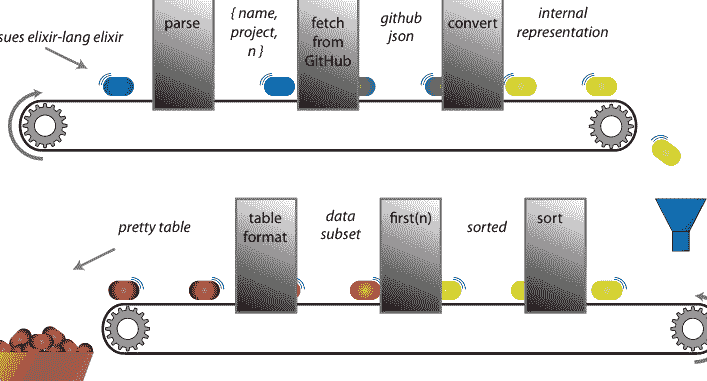 sues elixir-lang elixir
parse
{ name,
project,
n }
fetch
from
GitHub
github
json
convert
internal
representation
pretty table
table
format
data
subset
first(n)
sorted
sort